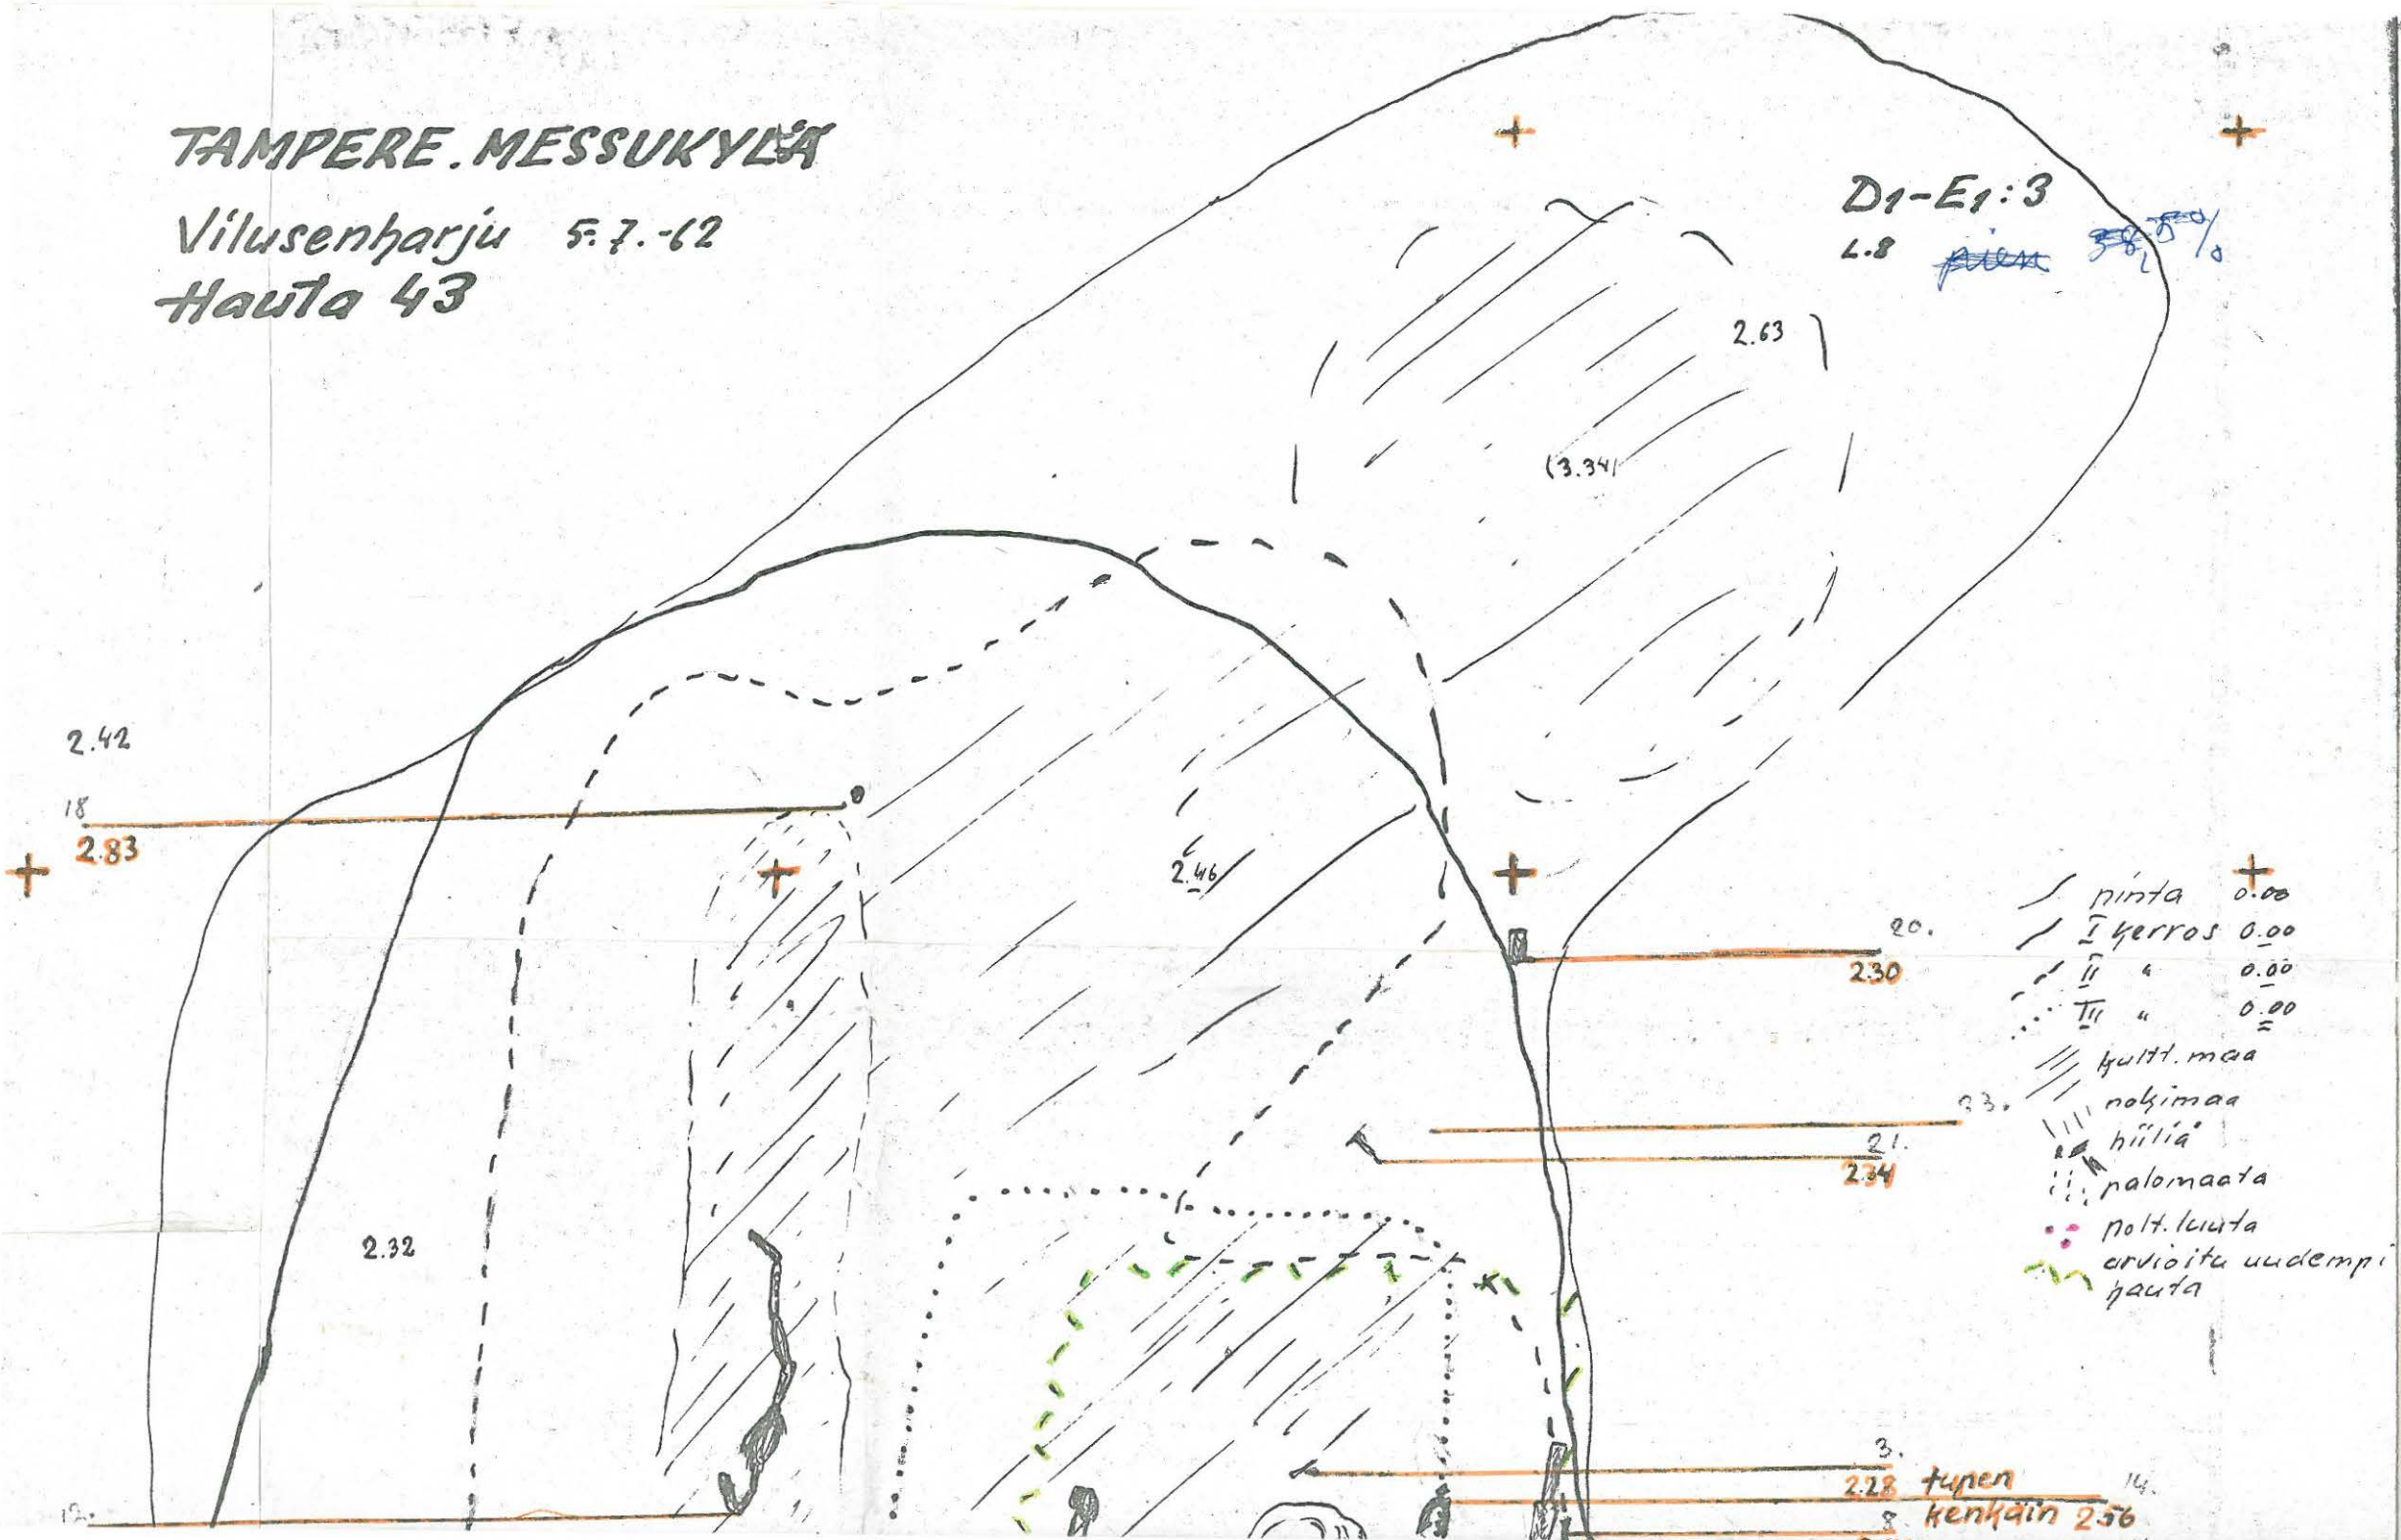 TAMPERE. MESSUKYLÄ
Vilusenharju 5.7.-62
Hauta 43
D1-E1:3
L.8
2.63
(3.34)
2.42
18
2.83
2.46
20.
2.30
pinta 0.00
I kerros 0.00
II " 0.00
III " 0.00
kultt.maa
nokimaa
hiiliä
palomaata
polt.luuta
arvioitu uudempi
hauta
33.
21.
2.34
2.32
3.
2.28 tupen 14.
kenkäin 2.56
8
12.